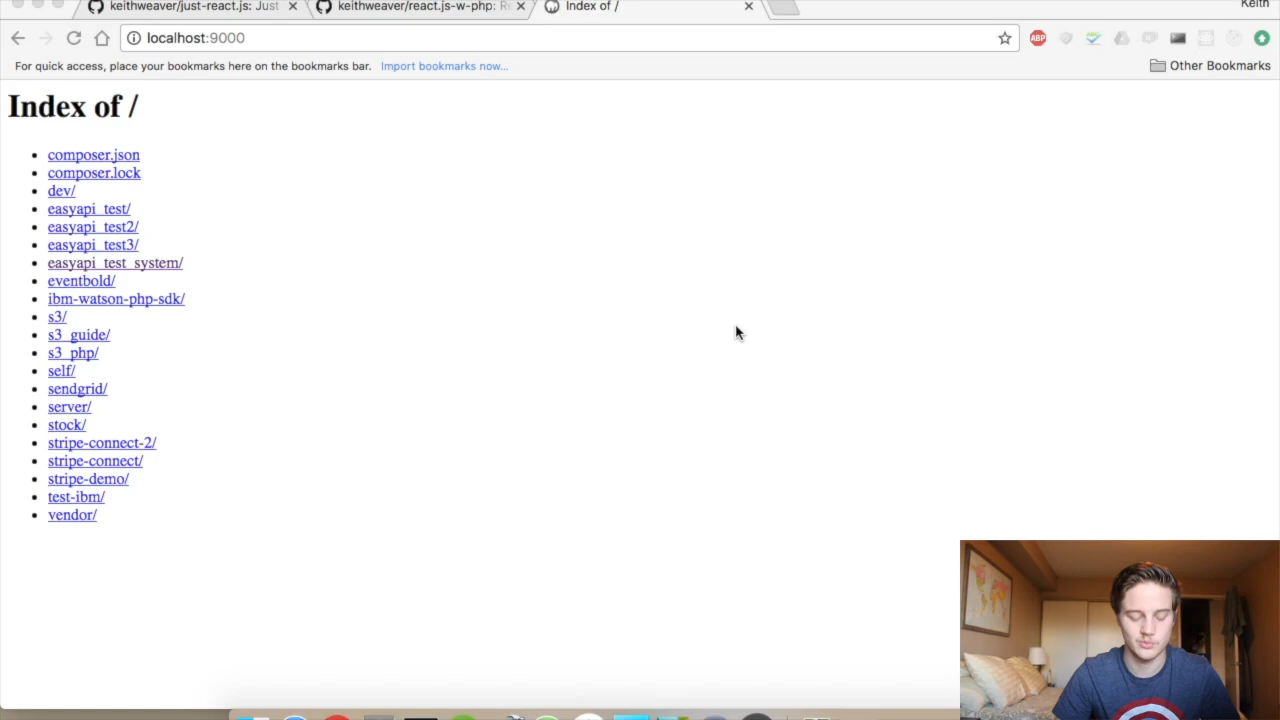 keithweaver/just-react.js: Just
keithweaver/react.js-w-php: Re
Index of /
Keith
localhost:9000
ABP
For quick access, place your bookmarks here on the bookmarks bar. Import bookmarks now...
Other Bookmarks
Index of /
composer.json
composer.lock
dev/
easyapi_test/
easyapi_test2/
easyapi_test3/
easyapi_test_system/
eventbold/
ibm-watson-php-sdk/
s3/
s3_guide/
s3_php/
self/
sendgrid/
server/
stock/
stripe-connect-2/
stripe-connect/
stripe-demo/
test-ibm/
vendor/